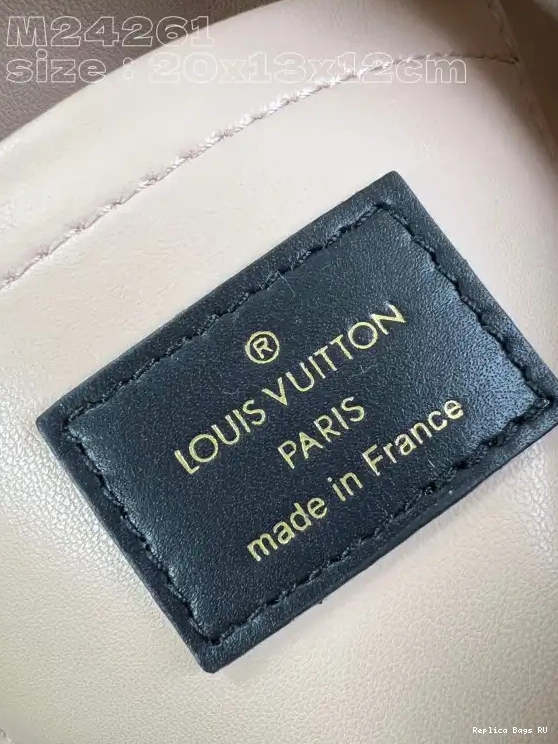 M24261
size : 20x13x12cm
®
LOUIS VUITTON
PARIS
made in France
Replica Bags RU